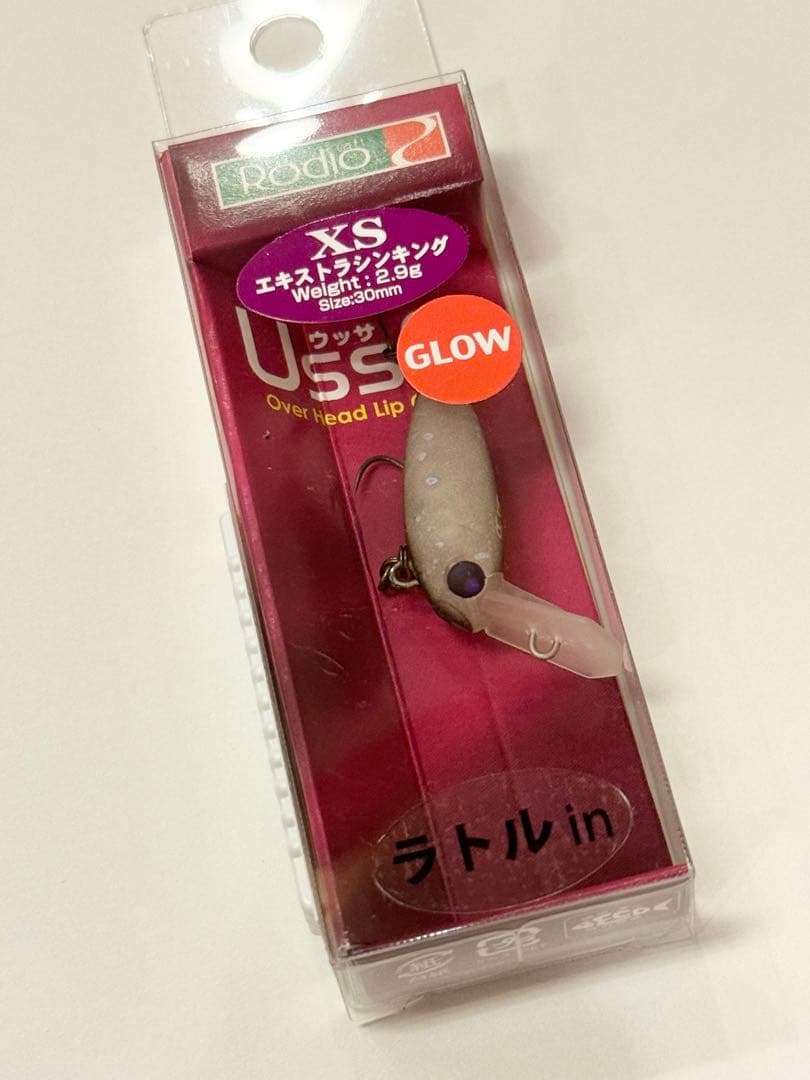 Rodio
XS
エキストラシンキング
Weight : 2.9g
Size:30mm
ウッサ
USS
GLOW
Over Head Lip
ラトル in